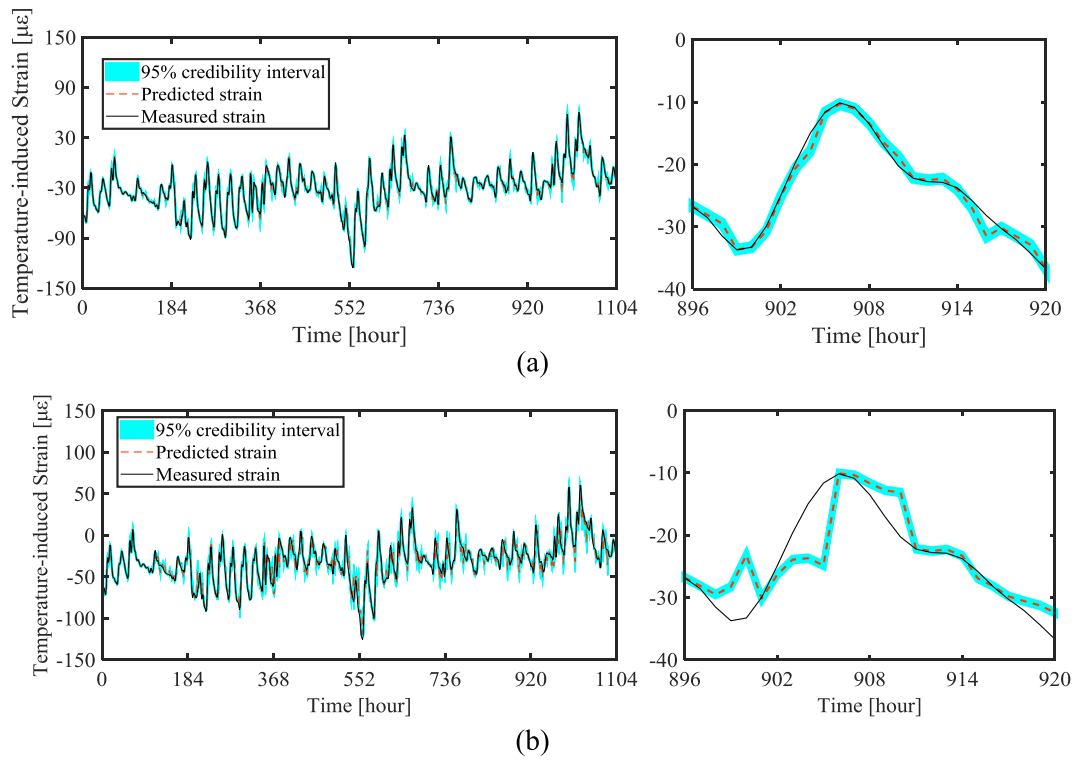 (a)
Temperature-induced Strain [με]
150
90
30
-30
-90
-150
95% credibility interval
Predicted strain
Measured strain
0 184 368 552 736 920 1104
Time [hour]
0
-10
-20
-30
-40
896 902 908 914 920
Time [hour]
(a)
Temperature-induced Strain [με]
150
100
50
0
-50
-100
-150
95% credibility interval
Predicted strain
Measured strain
0 184 368 552 736 920 1104
Time [hour]
0
-10
-20
-30
-40
896 902 908 914 920
Time [hour]
(b)